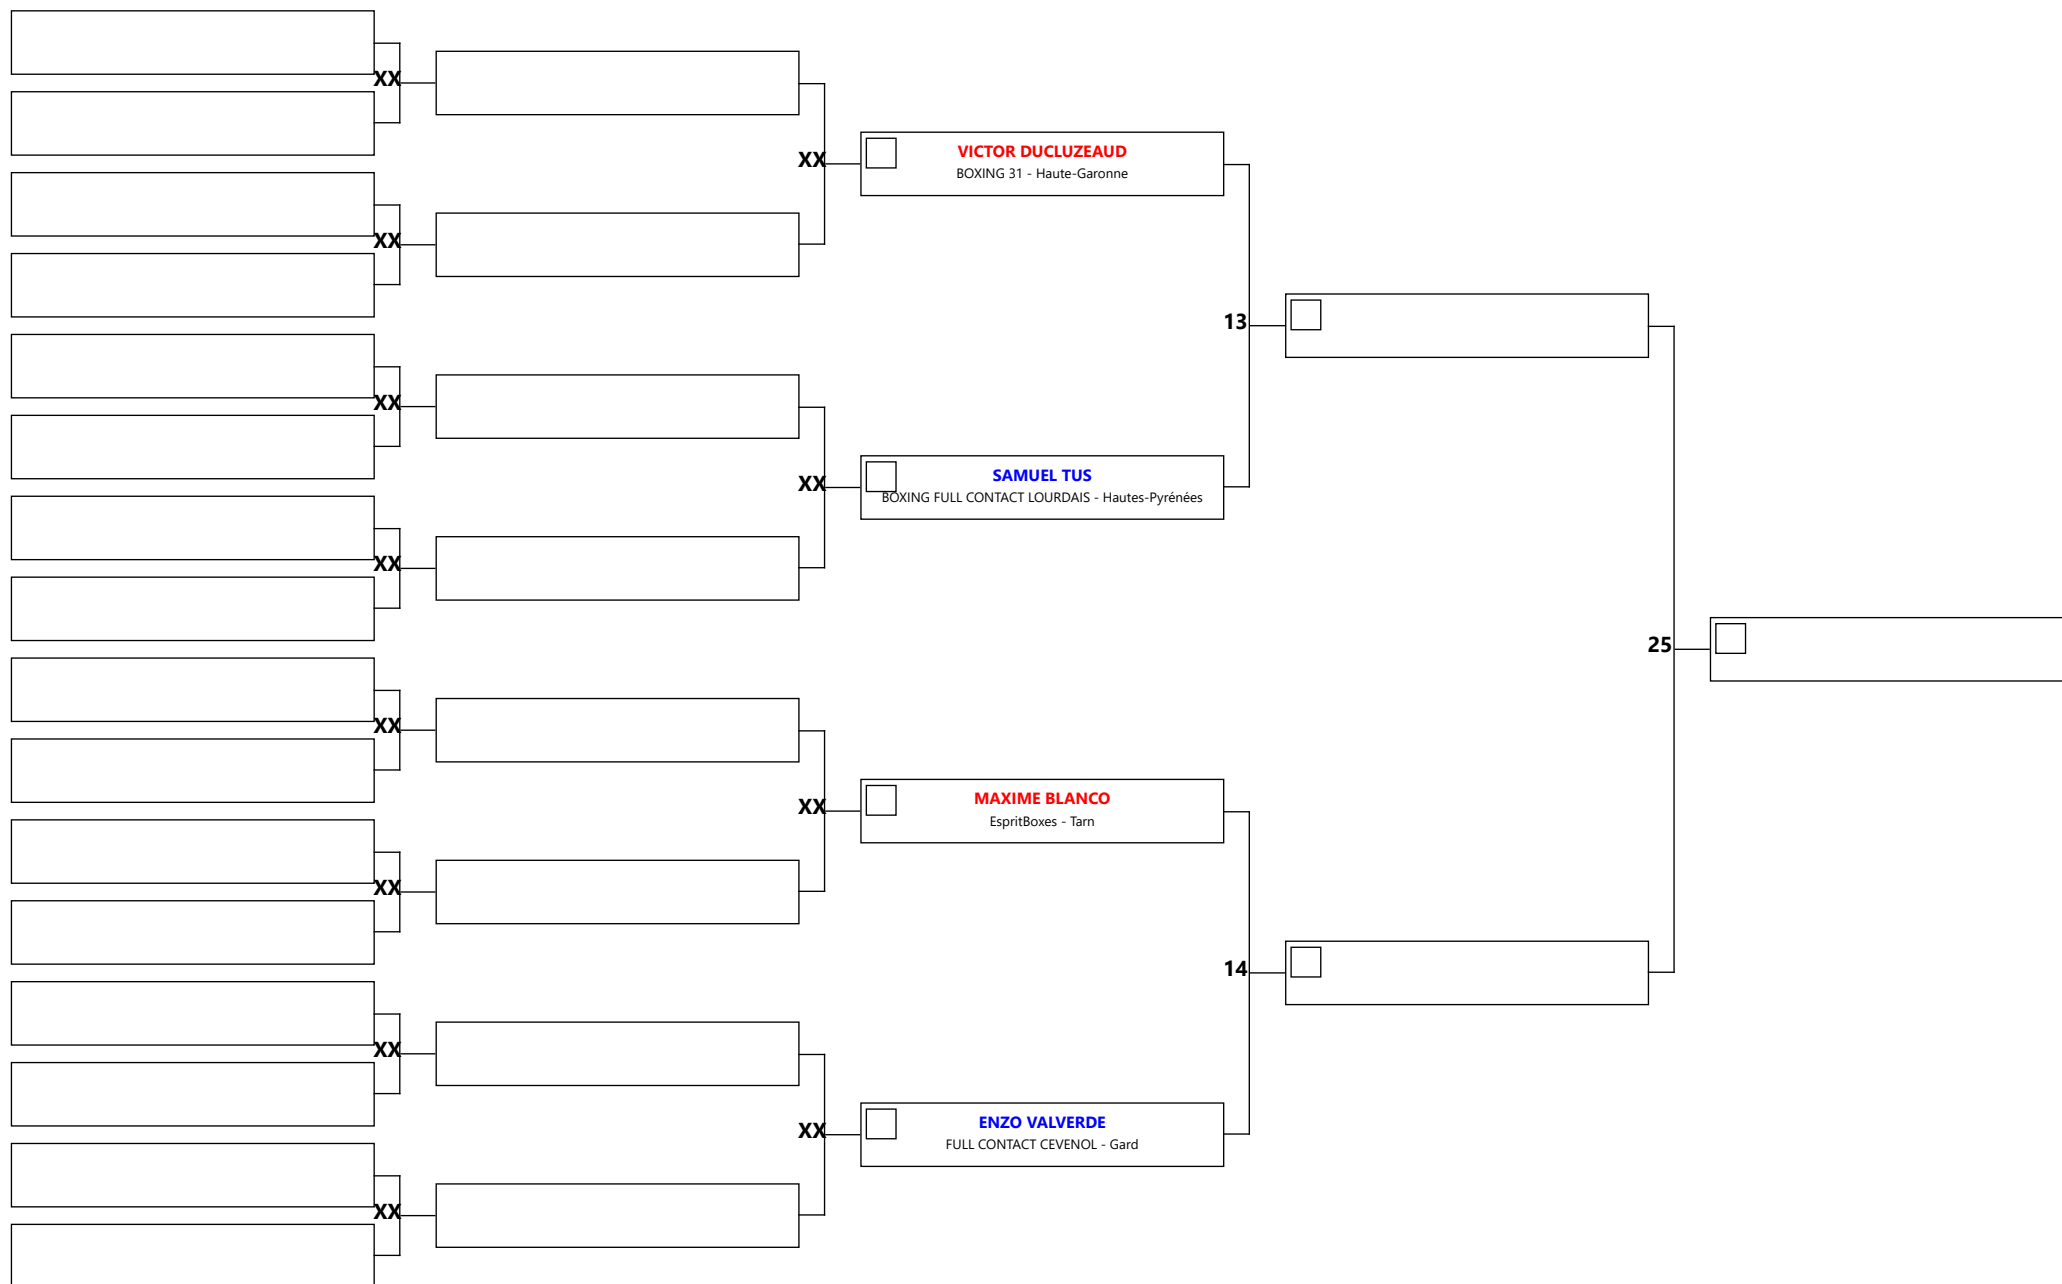 XX
XX
VICTOR DUCLUZEAUD
BOXING 31 - Haute-Garonne
XX
13
XX
XX
SAMUEL TUS
BOXING FULL CONTACT LOURDAIS - Hautes-Pyrénées
XX
25
XX
XX
MAXIME BLANCO
EspritBoxes - Tarn
XX
14
XX
XX
ENZO VALVERDE
FULL CONTACT CEVENOL - Gard
XX